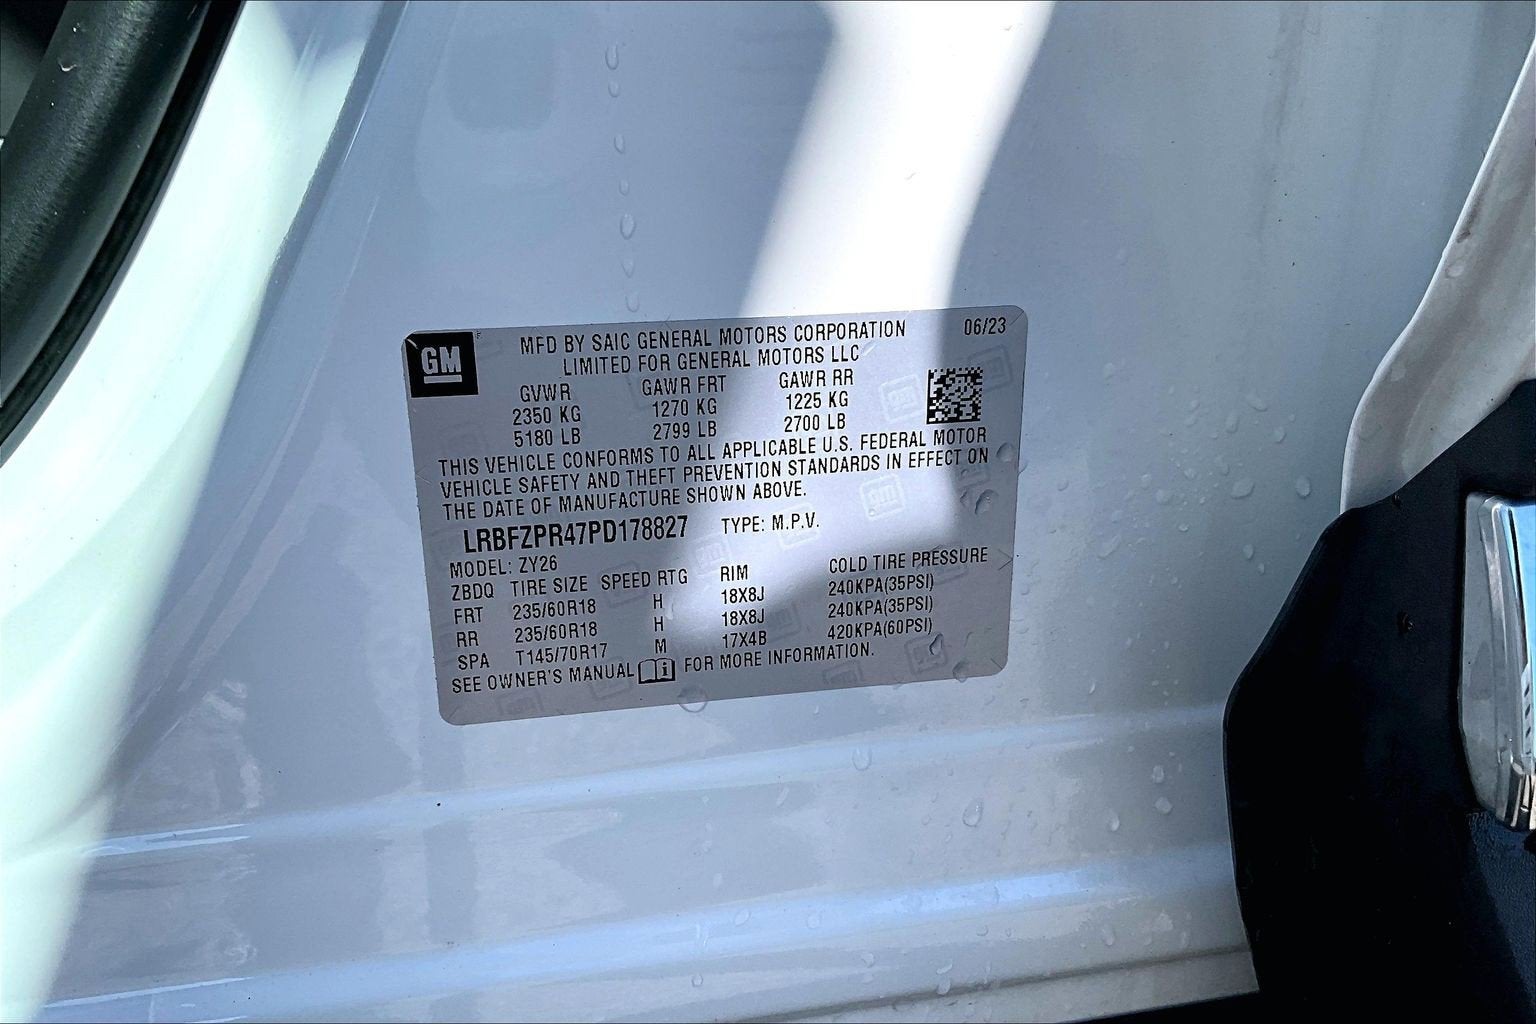 GM
MFD BY SAIC GENERAL MOTORS CORPORATION 06/23
LIMITED FOR GENERAL MOTORS LLC
GVWR GAWR FRT GAWR RR
2350 KG 1270 KG 1225 KG
5180 LB 2799 LB 2700 LB
THIS VEHICLE CONFORMS TO ALL APPLICABLE U.S. FEDERAL MOTOR
VEHICLE SAFETY AND THEFT PREVENTION STANDARDS IN EFFECT ON
THE DATE OF MANUFACTURE SHOWN ABOVE.
LRBFZPR47PD178827 TYPE: M.P.V.
MODEL: ZY26
ZBDQ TIRE SIZE SPEED RTG RIM COLD TIRE PRESSURE
FRT 235/60R18 H 18X8J 240KPA(35PSI)
RR 235/60R18 H 18X8J 240KPA(35PSI)
SPA T145/70R17 M 17X4B 420KPA(60PSI)
SEE OWNER'S MANUAL i FOR MORE INFORMATION.